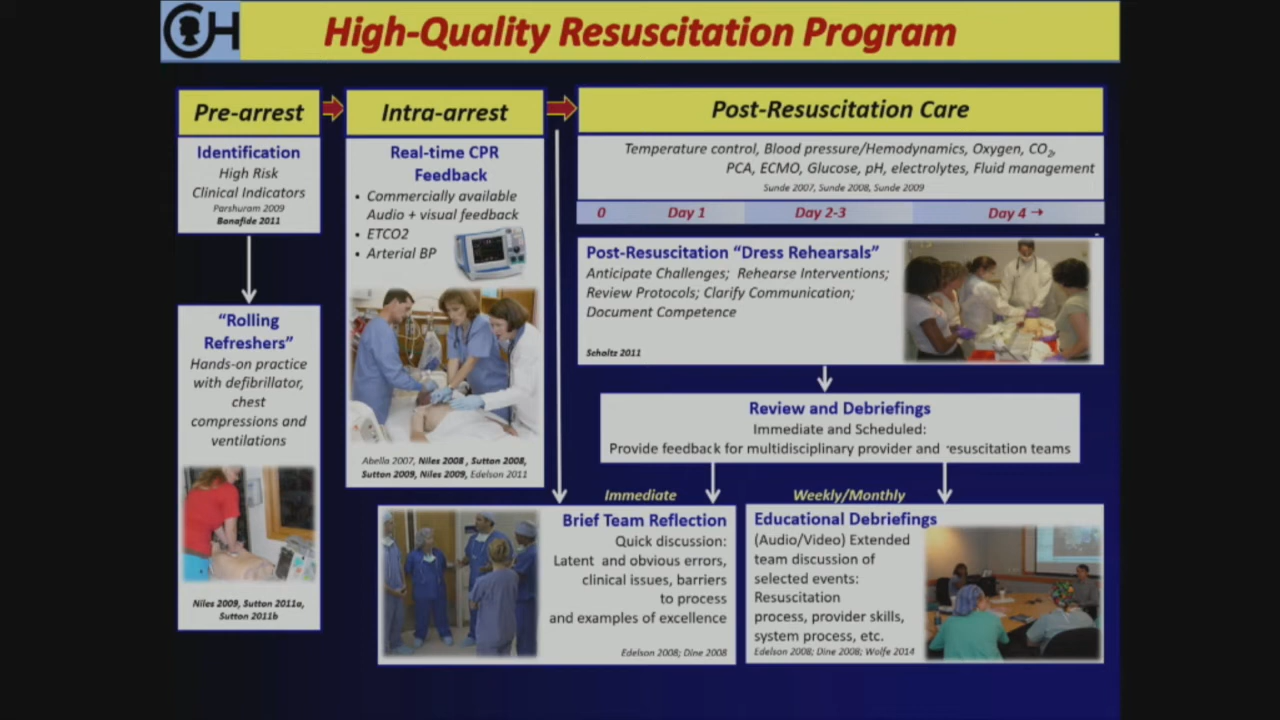 CH
High-Quality Resuscitation Program
Pre-arrest
Identification
High Risk
Clinical Indicators
Parshuram 2009
Bonafide 2011
"Rolling
Refreshers"
Hands-on practice
with defibrillator,
chest
compressions and
ventilations
Niles 2009, Sutton 2011a,
Sutton 2011b
Intra-arrest
Real-time CPR
Feedback
• Commercially available
Audio + visual feedback
• ETCO2
• Arterial BP
Abella 2007, Niles 2008 , Sutton 2008,
Sutton 2009, Niles 2009, Edelson 2011
Post-Resuscitation Care
Temperature control, Blood pressure/Hemodynamics, Oxygen, CO2,
PCA, ECMO, Glucose, pH, electrolytes, Fluid management
Sunde 2007, Sunde 2008, Sunde 2009
0 Day 1 Day 2-3 Day 4 →
Post-Resuscitation "Dress Rehearsals"
Anticipate Challenges; Rehearse Interventions;
Review Protocols; Clarify Communication;
Document Competence
Scholtz 2011
Review and Debriefings
Immediate and Scheduled:
Provide feedback for multidisciplinary provider and resuscitation teams
Immediate
Brief Team Reflection
Quick discussion:
Latent and obvious errors,
clinical issues, barriers
to process
and examples of excellence
Edelson 2008; Dine 2008
Weekly/Monthly
Educational Debriefings
(Audio/Video) Extended
team discussion of
selected events:
Resuscitation
process, provider skills,
system process, etc.
Edelson 2008; Dine 2008; Wolfe 2014